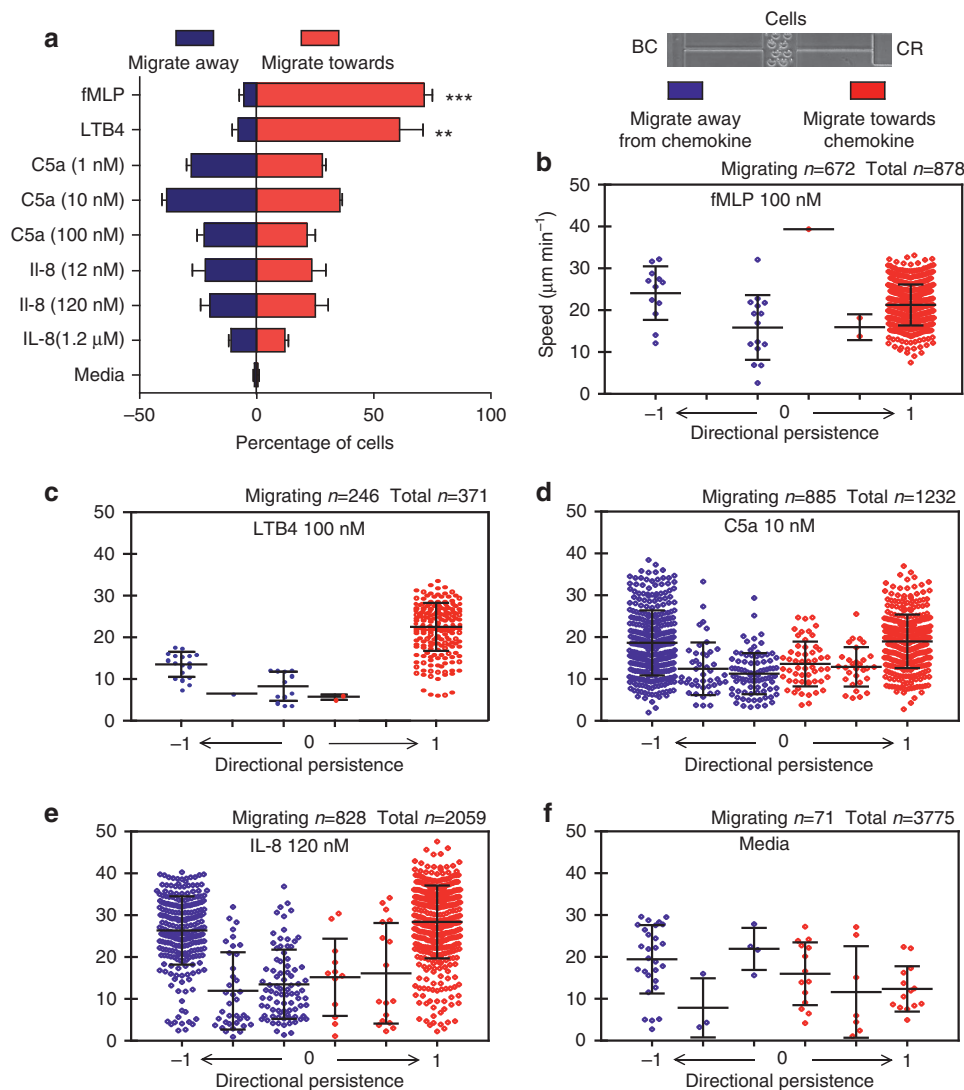 a
Migrate away
Migrate towards
fMLP
LTB4
C5a (1 nM)
C5a (10 nM)
C5a (100 nM)
Il-8 (12 nM)
Il-8 (120 nM)
IL-8(1.2 µM)
Media
***
**
–50
0
50
100
Percentage of cells
Cells
BC
CR
Migrate away from chemokine
Migrate towards chemokine
b
Migrating n=672 Total n=878
fMLP 100 nM
Speed (µm min⁻¹)
50
40
30
20
10
0
–1
0
1
Directional persistence
c
Migrating n=246 Total n=371
LTB4 100 nM
50
40
30
20
10
0
–1
0
1
Directional persistence
d
Migrating n=885 Total n=1232
C5a 10 nM
50
40
30
20
10
0
–1
0
1
Directional persistence
e
Migrating n=828 Total n=2059
IL-8 120 nM
50
40
30
20
10
0
–1
0
1
Directional persistence
f
Migrating n=71 Total n=3775
Media
50
40
30
20
10
0
–1
0
1
Directional persistence